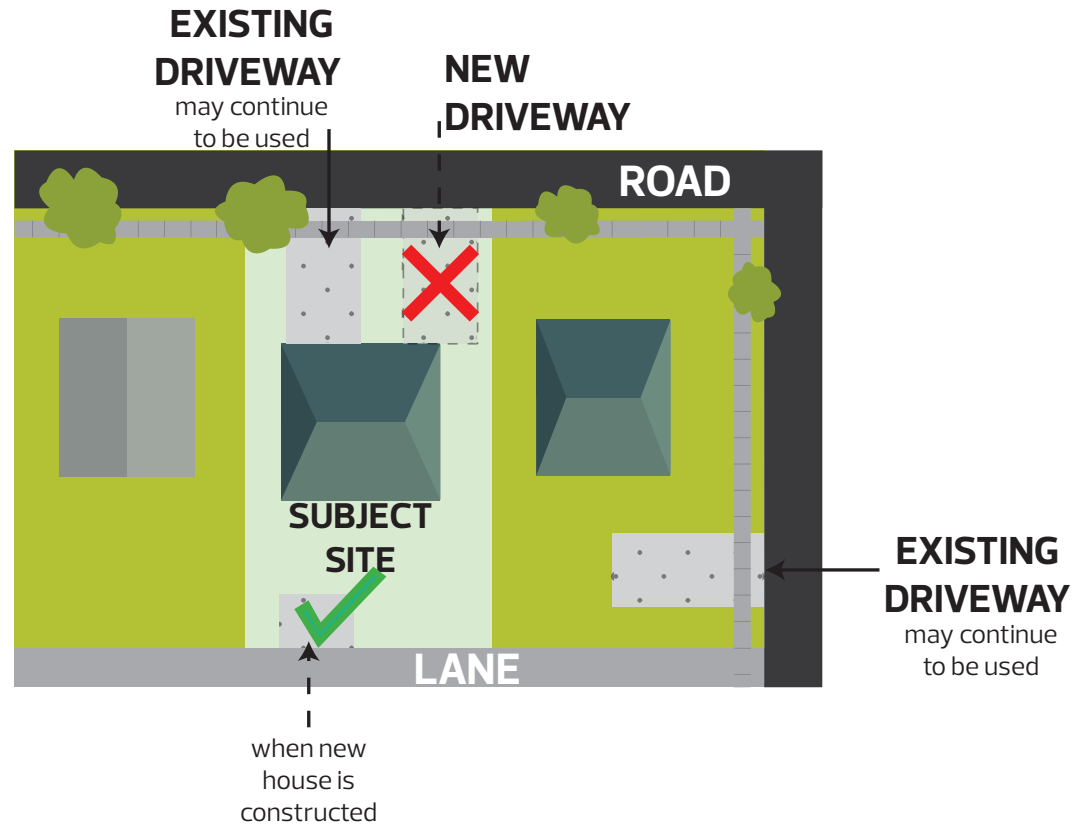 EXISTING
DRIVEWAY
may continue
to be used
NEW
DRIVEWAY
ROAD
SUBJECT
SITE
EXISTING
DRIVEWAY
may continue
to be used
LANE
when new
house is
constructed